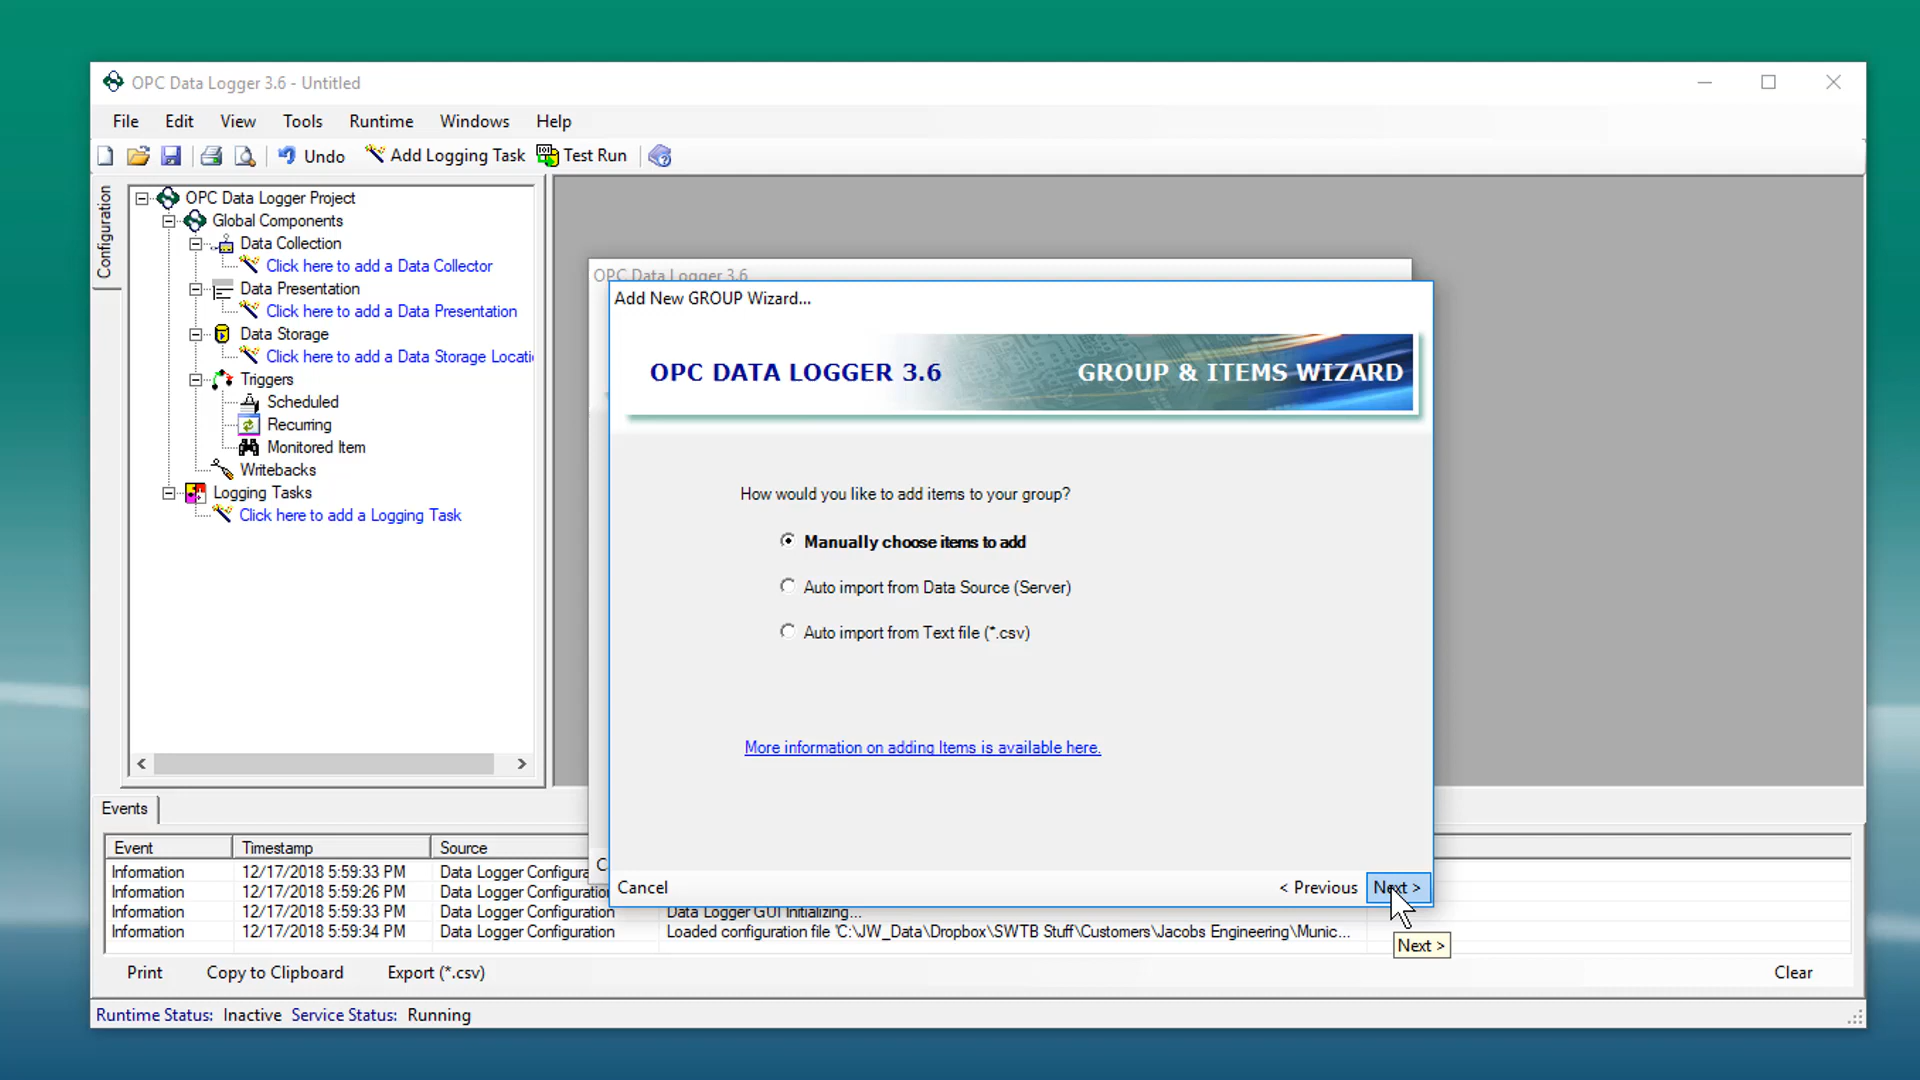 OPC Data Logger 3.6 - Untitled
File Edit View Tools Runtime Windows Help
Undo Add Logging Task Test Run
Configuration
OPC Data Logger Project
Global Components
Data Collection
Click here to add a Data Collector
Data Presentation
Click here to add a Data Presentation
Data Storage
Click here to add a Data Storage Locati
Triggers
Scheduled
Recurring
Monitored Item
Writebacks
Logging Tasks
Click here to add a Logging Task
OPC Data Logger 3.6
Add New GROUP Wizard...
OPC DATA LOGGER 3.6 GROUP & ITEMS WIZARD
How would you like to add items to your group?
Manually choose items to add
Auto import from Data Source (Server)
Auto import from Text file (*.csv)
More information on adding Items is available here.
C
Cancel < Previous Next >
Next >
Events
Event Timestamp Source
Information 12/17/2018 5:59:33 PM Data Logger Configura
Information 12/17/2018 5:59:26 PM Data Logger Configuration
Information 12/17/2018 5:59:33 PM Data Logger Configuration Data Logger GUI Initializing...
Information 12/17/2018 5:59:34 PM Data Logger Configuration Loaded configuration file 'C:\JW_Data\Dropbox\SWTB Stuff\Customers\Jacobs Engineering\Munic...
Print Copy to Clipboard Export (*.csv) Clear
Runtime Status: Inactive Service Status: Running